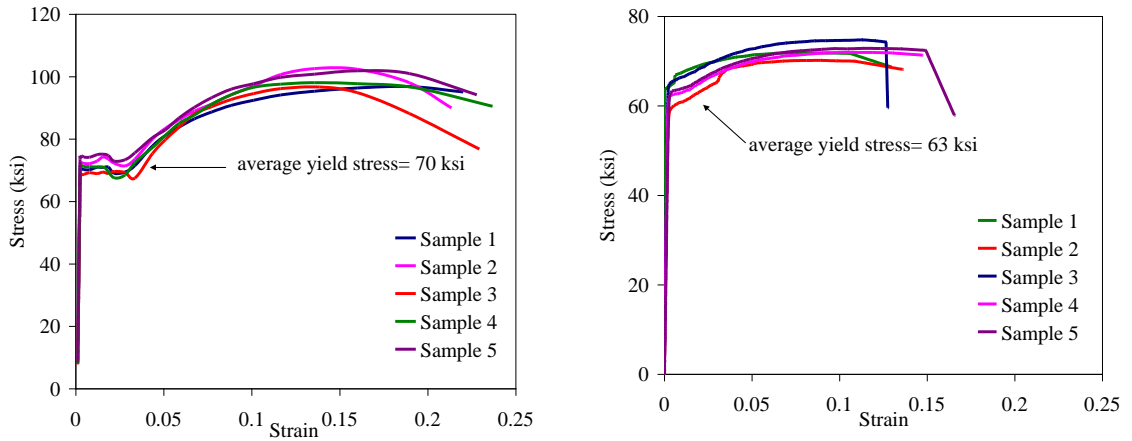 120
100
80
60
40
20
0
Stress (ksi)
average yield stress= 70 ksi
Sample 1
Sample 2
Sample 3
Sample 4
Sample 5
0 0.05 0.1 0.15 0.2 0.25
Strain
80
60
40
20
0
Stress (ksi)
average yield stress= 63 ksi
Sample 1
Sample 2
Sample 3
Sample 4
Sample 5
0 0.05 0.1 0.15 0.2 0.25
Strain